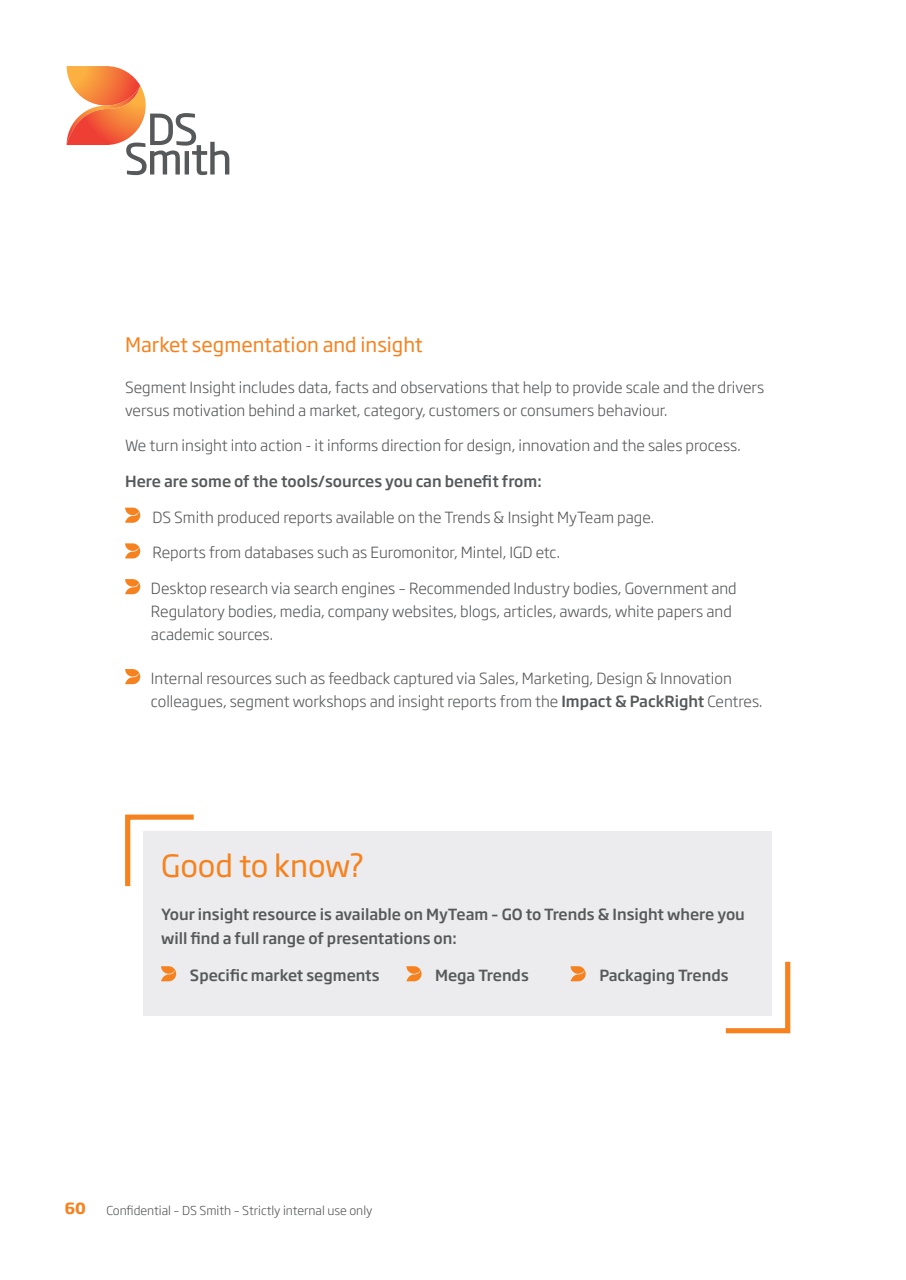 DS
Smith
Market segmentation and insight
Segment Insight includes data, facts and observations that help to provide scale and the drivers
versus motivation behind a market, category, customers or consumers behaviour.
We turn insight into action - it informs direction for design, innovation and the sales process.
Here are some of the tools/sources you can benefit from:
DS Smith produced reports available on the Trends & Insight MyTeam page.
Reports from databases such as Euromonitor, Mintel, IGD etc.
Desktop research via search engines – Recommended Industry bodies, Government and
Regulatory bodies, media, company websites, blogs, articles, awards, white papers and
academic sources.
Internal resources such as feedback captured via Sales, Marketing, Design & Innovation
colleagues, segment workshops and insight reports from the Impact & PackRight Centres.
Good to know?
Your insight resource is available on MyTeam – GO to Trends & Insight where you
will find a full range of presentations on:
Specific market segments Mega Trends Packaging Trends
60 Confidential – DS Smith – Strictly internal use only